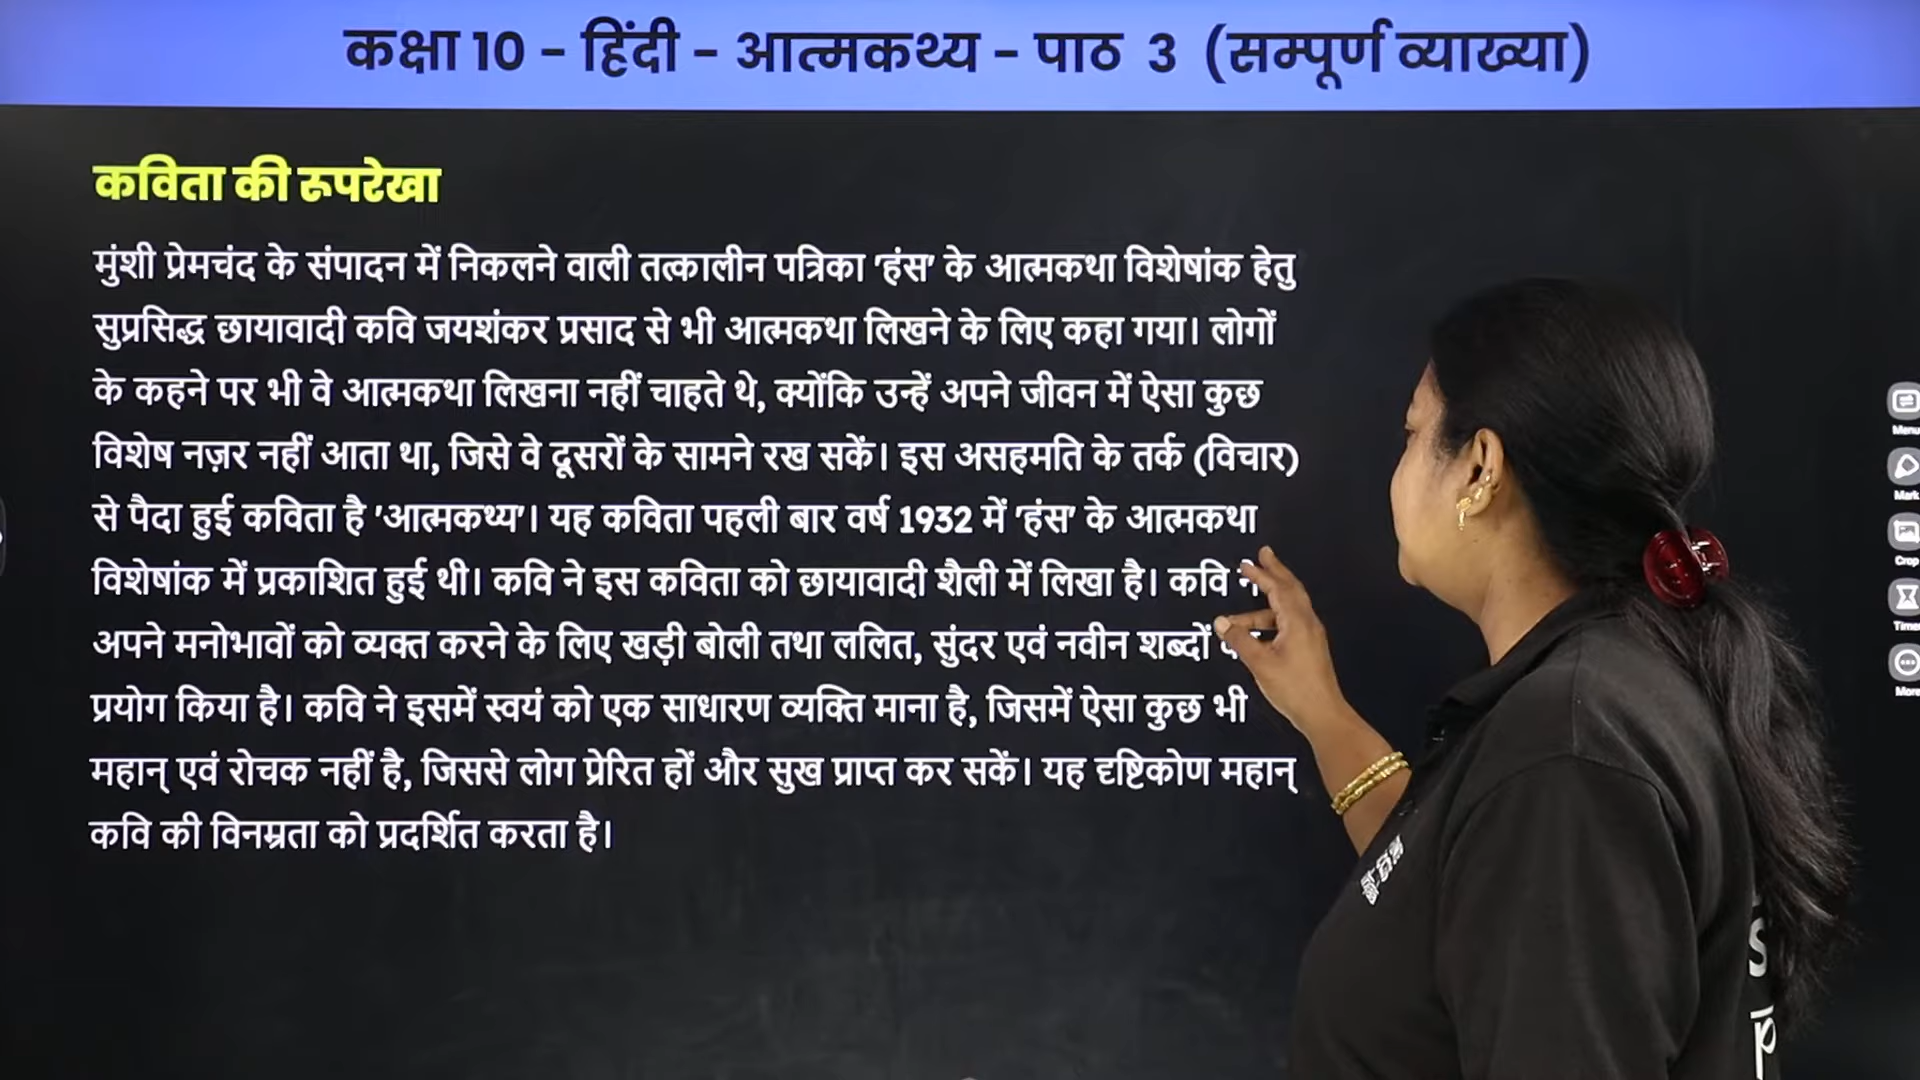 कक्षा 10 - हिंदी - आत्मकथ्य - पाठ 3 (सम्पूर्ण व्याख्या)
कविता की रूपरेखा
मुंशी प्रेमचंद के संपादन में निकलने वाली तत्कालीन पत्रिका 'हंस' के आत्मकथा विशेषांक हेतु
सुप्रसिद्ध छायावादी कवि जयशंकर प्रसाद से भी आत्मकथा लिखने के लिए कहा गया। लोगों
के कहने पर भी वे आत्मकथा लिखना नहीं चाहते थे, क्योंकि उन्हें अपने जीवन में ऐसा कुछ
विशेष नज़र नहीं आता था, जिसे वे दूसरों के सामने रख सकें। इस असहमति के तर्क (विचार)
से पैदा हुई कविता है 'आत्मकथ्य'। यह कविता पहली बार वर्ष 1932 में 'हंस' के आत्मकथा
विशेषांक में प्रकाशित हुई थी। कवि ने इस कविता को छायावादी शैली में लिखा है। कवि
अपने मनोभावों को व्यक्त करने के लिए खड़ी बोली तथा ललित, सुंदर एवं नवीन शब्दों
प्रयोग किया है। कवि ने इसमें स्वयं को एक साधारण व्यक्ति माना है, जिसमें ऐसा कुछ भी
महान् एवं रोचक नहीं है, जिससे लोग प्रेरित हों और सुख प्राप्त कर सकें। यह दृष्टिकोण महान्
कवि की विनम्रता को प्रदर्शित करता है।
Menu
Mark
Crop
Timer
More